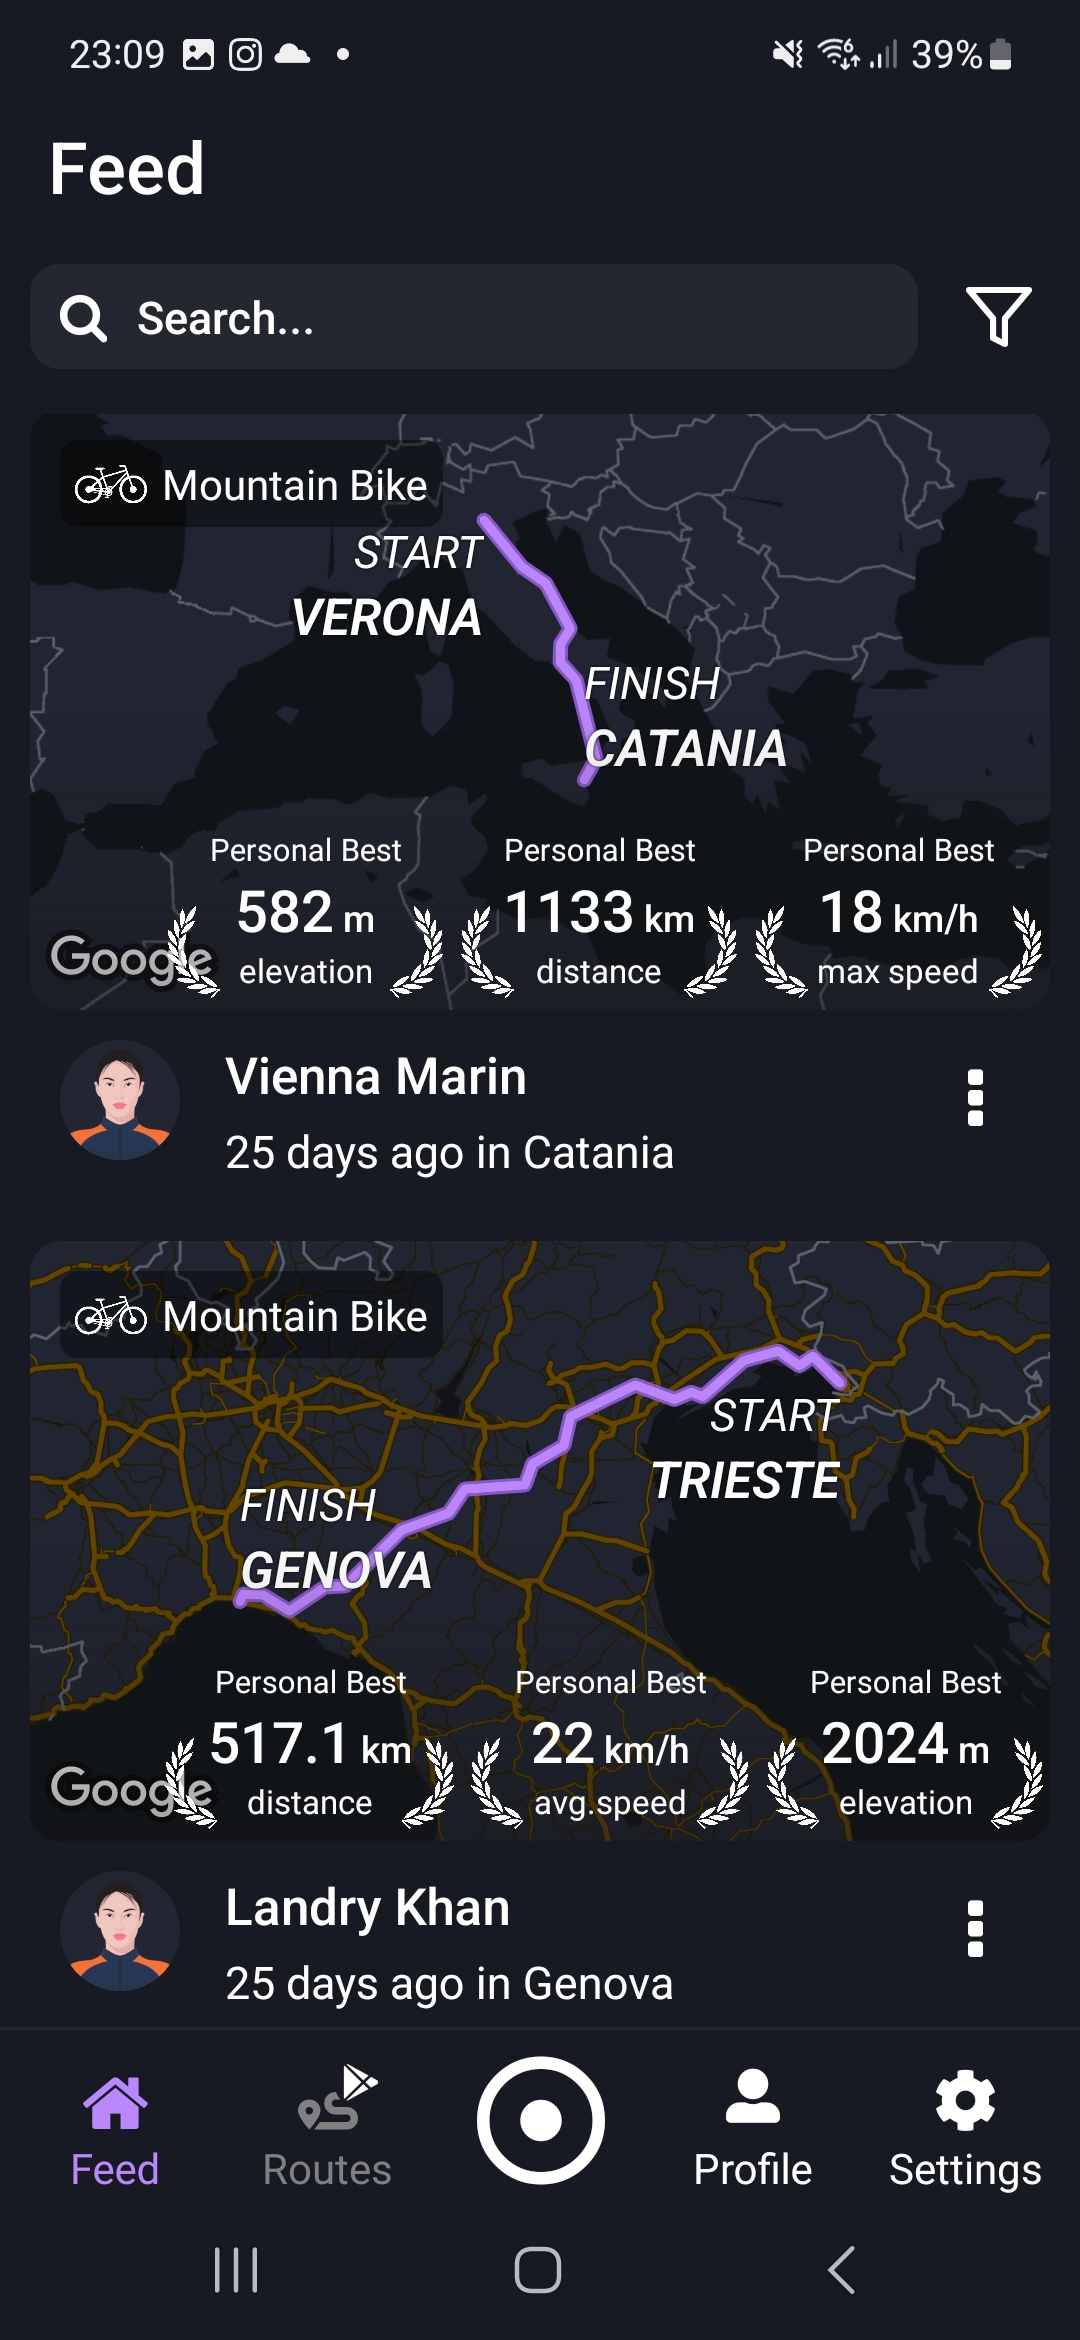 23:09
39%
Feed
Search...
Mountain Bike
START
VERONA
FINISH
CATANIA
Personal Best Personal Best Personal Best
582 m 1133 km 18 km/h
elevation distance max speed
Google
Vienna Marin
25 days ago in Catania
Mountain Bike
START
TRIESTE
FINISH
GENOVA
Personal Best Personal Best Personal Best
517.1 km 22 km/h 2024 m
distance avg.speed elevation
Google
Landry Khan
25 days ago in Genova
Feed Routes Profile Settings